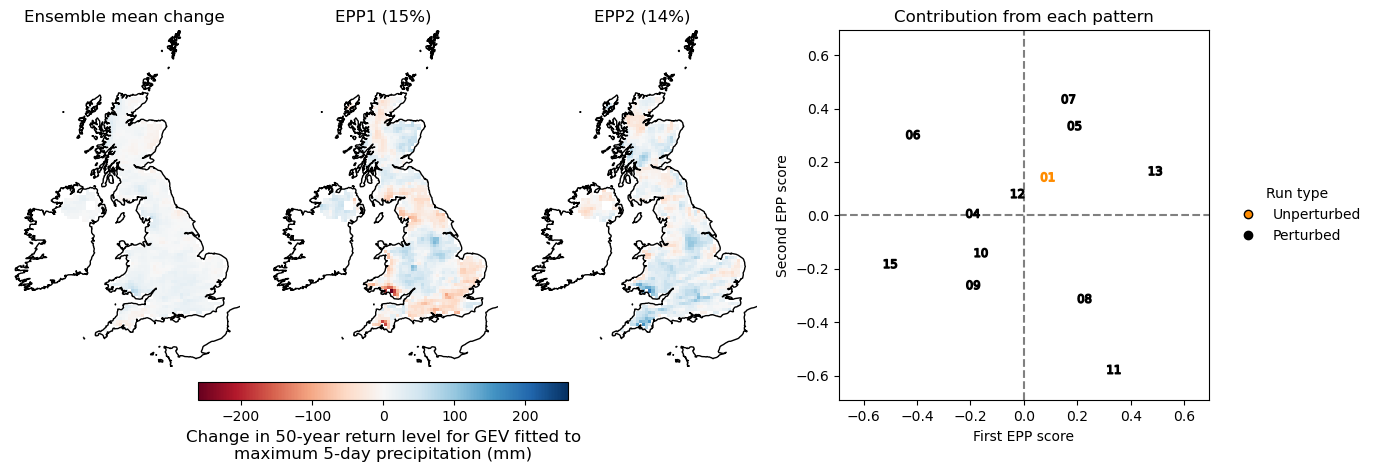 Ensemble mean change
EPP1 (15%)
EPP2 (14%)
Contribution from each pattern
−200
−100
0
100
200
Change in 50-year return level for GEV fitted to
maximum 5-day precipitation (mm)
Second EPP score
0.6
0.4
0.2
0.0
−0.2
−0.4
−0.6
07
05
06
13
01
12
04
10
15
09
08
11
−0.6
−0.4
−0.2
0.0
0.2
0.4
0.6
First EPP score
Run type
Unperturbed
Perturbed